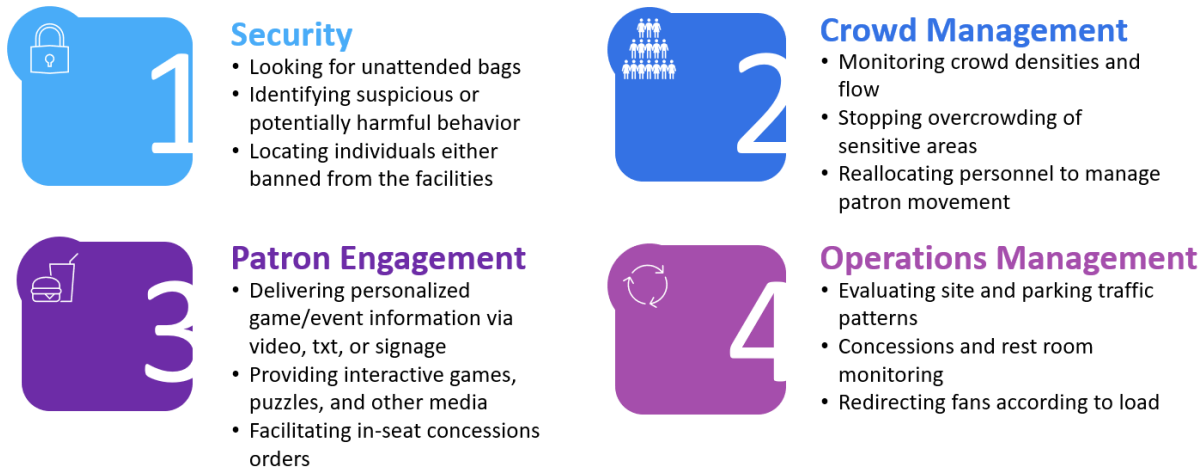 1
Security
• Looking for unattended bags
• Identifying suspicious or
potentially harmful behavior
• Locating individuals either
banned from the facilities
2
Crowd Management
• Monitoring crowd densities and
flow
• Stopping overcrowding of
sensitive areas
• Reallocating personnel to manage
patron movement
3
Patron Engagement
• Delivering personalized
game/event information via
video, txt, or signage
• Providing interactive games,
puzzles, and other media
• Facilitating in-seat concessions
orders
4
Operations Management
• Evaluating site and parking traffic
patterns
• Concessions and rest room
monitoring
• Redirecting fans according to load